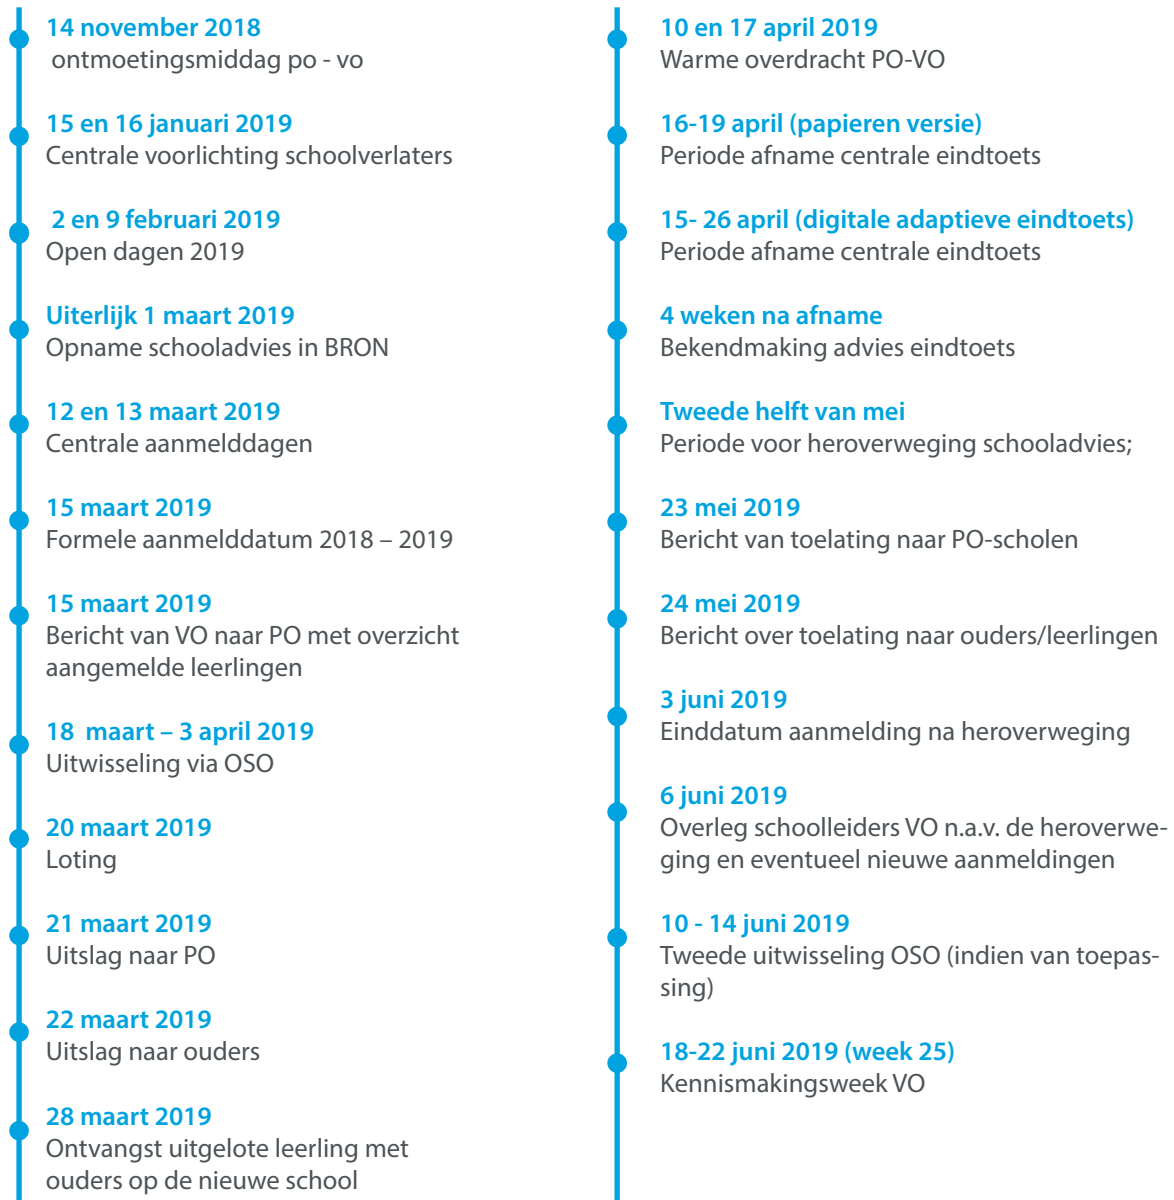 14 november 2018
ontmoetingsmiddag po - vo
15 en 16 januari 2019
Centrale voorlichting schoolverlaters
2 en 9 februari 2019
Open dagen 2019
Uiterlijk 1 maart 2019
Opname schooladvies in BRON
12 en 13 maart 2019
Centrale aanmelddagen
15 maart 2019
Formele aanmelddatum 2018 – 2019
15 maart 2019
Bericht van VO naar PO met overzicht
aangemelde leerlingen
18 maart – 3 april 2019
Uitwisseling via OSO
20 maart 2019
Loting
21 maart 2019
Uitslag naar PO
22 maart 2019
Uitslag naar ouders
28 maart 2019
Ontvangst uitgelote leerling met
ouders op de nieuwe school
10 en 17 april 2019
Warme overdracht PO-VO
16-19 april (papieren versie)
Periode afname centrale eindtoets
15- 26 april (digitale adaptieve eindtoets)
Periode afname centrale eindtoets
4 weken na afname
Bekendmaking advies eindtoets
Tweede helft van mei
Periode voor heroverweging schooladvies;
23 mei 2019
Bericht van toelating naar PO-scholen
24 mei 2019
Bericht over toelating naar ouders/leerlingen
3 juni 2019
Einddatum aanmelding na heroverweging
6 juni 2019
Overleg schoolleiders VO n.a.v. de heroverwe-
ging en eventueel nieuwe aanmeldingen
10 - 14 juni 2019
Tweede uitwisseling OSO (indien van toepas-
sing)
18-22 juni 2019 (week 25)
Kennismakingsweek VO